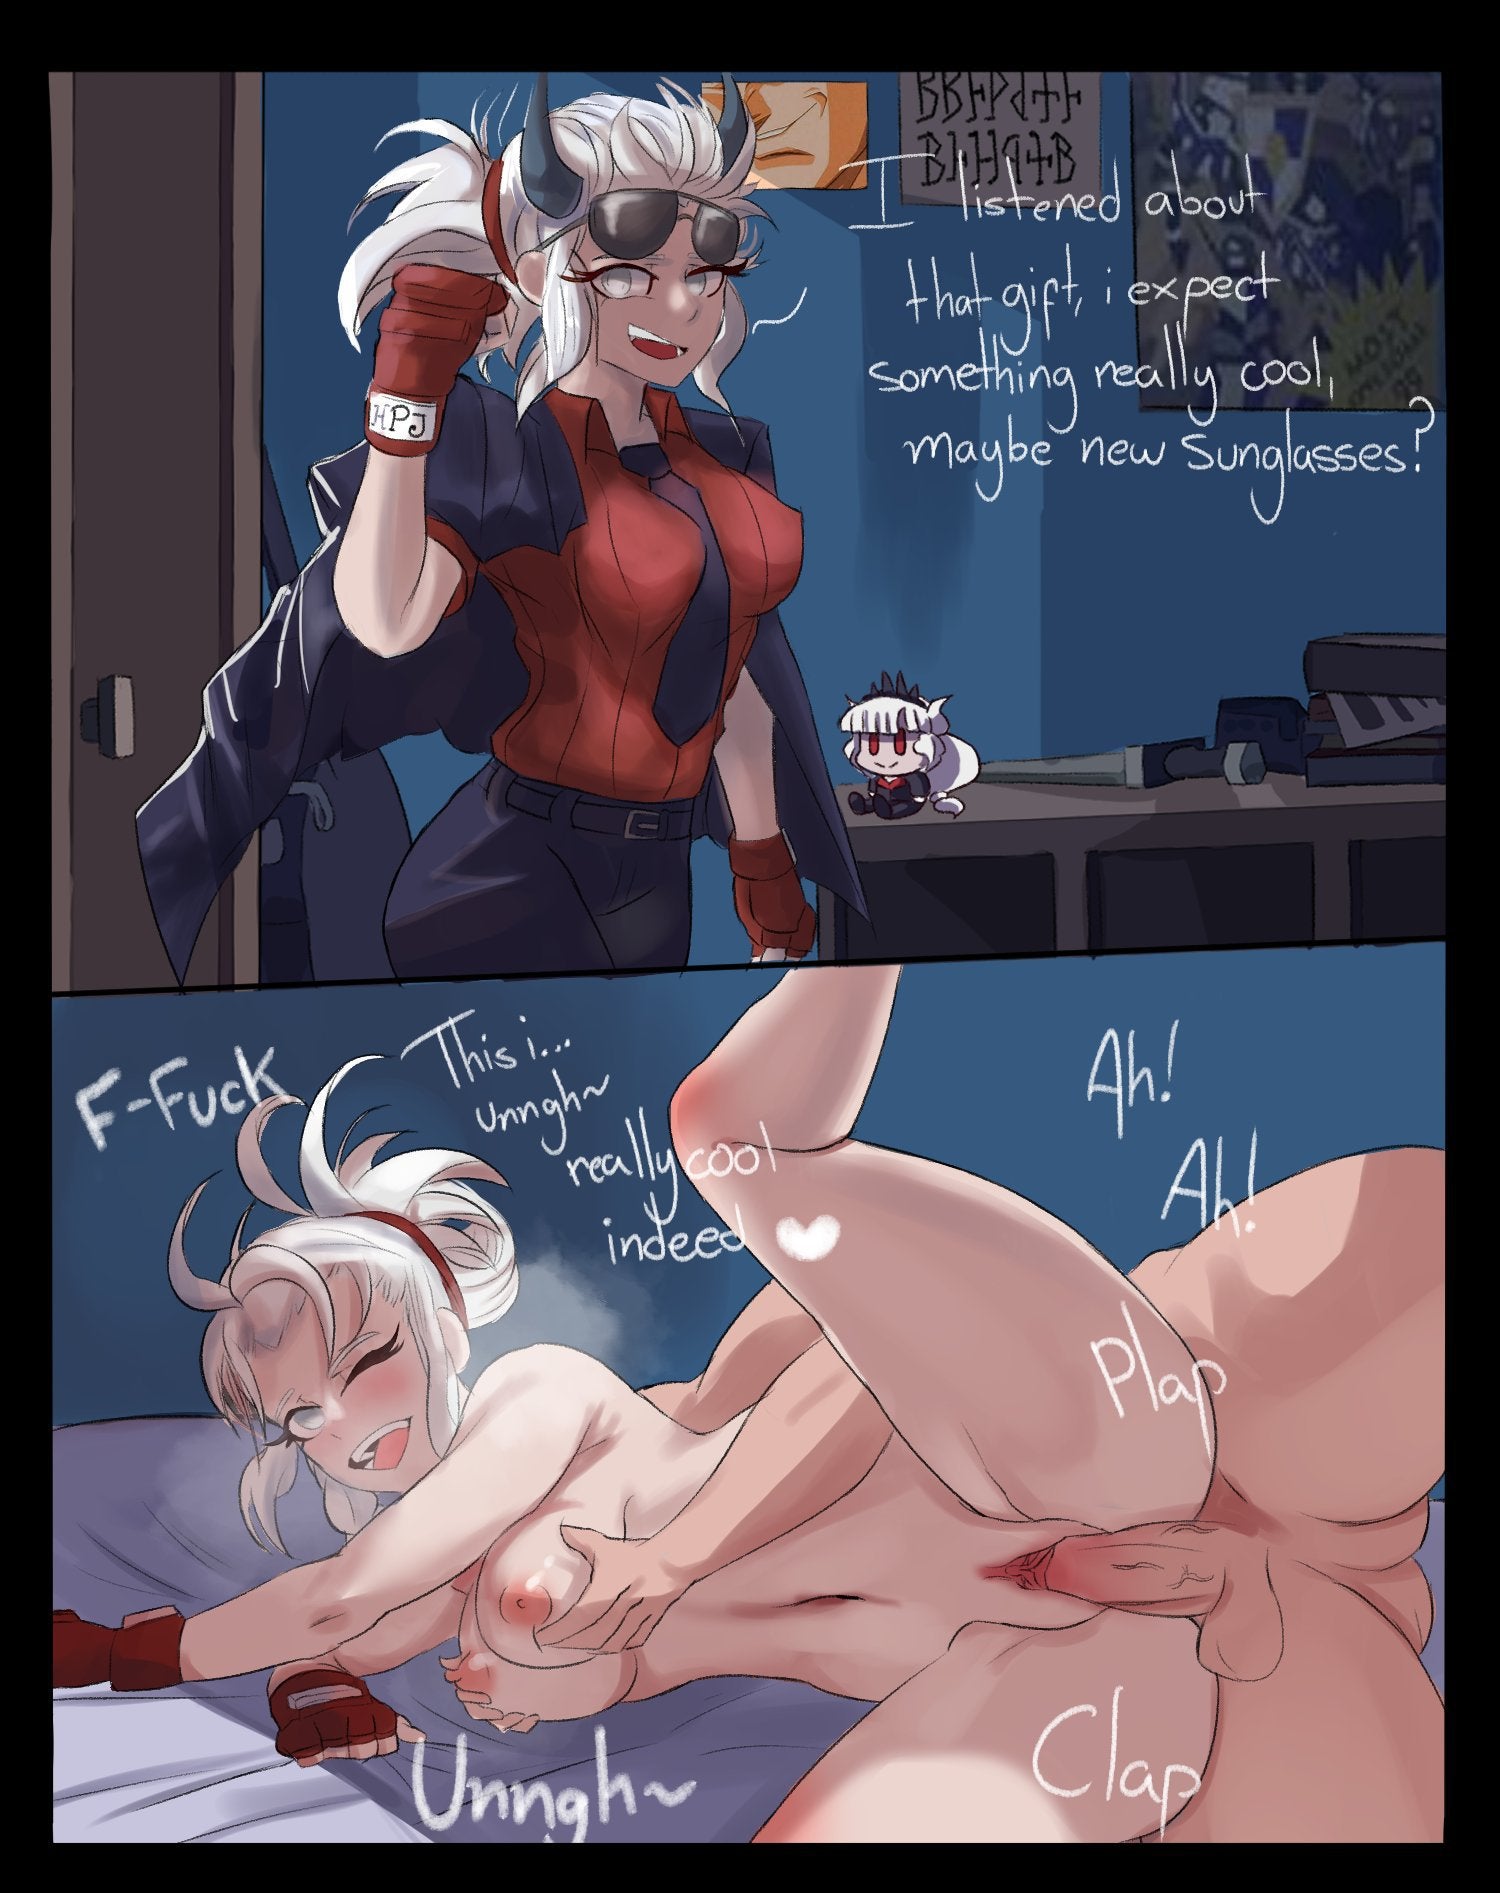 I listened about
that gift, i expect
something really cool,
maybe new sunglasses?
HPJ
F-Fuck
This i...
unngh~
really cool
indeed
Ah!
Ah!
Plap
Clap
Unngh~